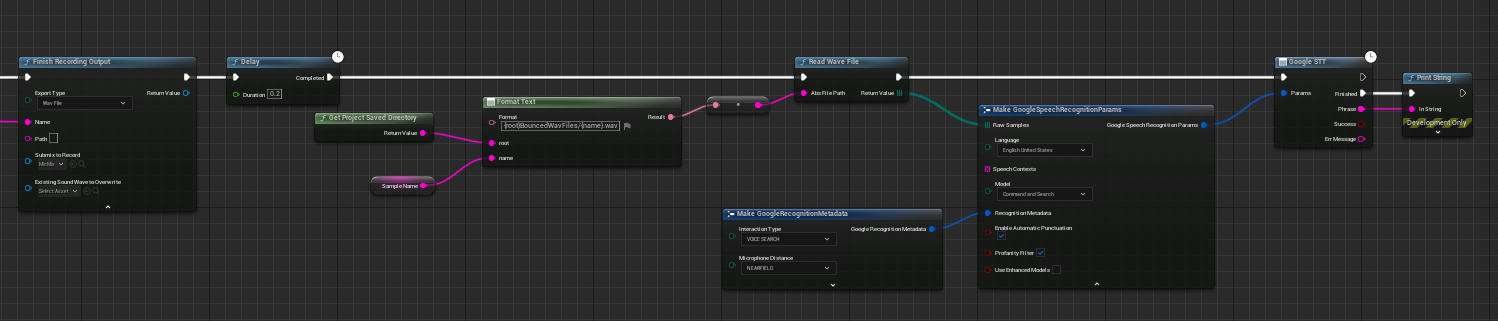 Finish Recording Output
Export Type
Wav File
Return Value
Name
Path
Submix to Record
MicMix
Existing Sound Wave to Overwrite
Select Asset
Delay
Completed
Duration 0.2
Get Project Saved Directory
Return Value
Sample Name
Format Text
Format
{root}BouncedWavFiles/{name}.wav
Result
root
name
Read Wave File
Abs File Path
Return Value
Make GoogleRecognitionMetadata
Interaction Type
VOICE SEARCH
Google Recognition Metadata
Microphone Distance
NEARFIELD
Make GoogleSpeechRecognitionParams
Raw Samples
Google Speech Recognition Params
Language
English United States
Speech Contexts
Model
Command and Search
Recognition Metadata
Enable Automatic Punctuation
Profanity Filter
Use Enhanced Models
Google STT
Params
Finished
Phrase
Success
Err Message
Print String
In String
Development Only